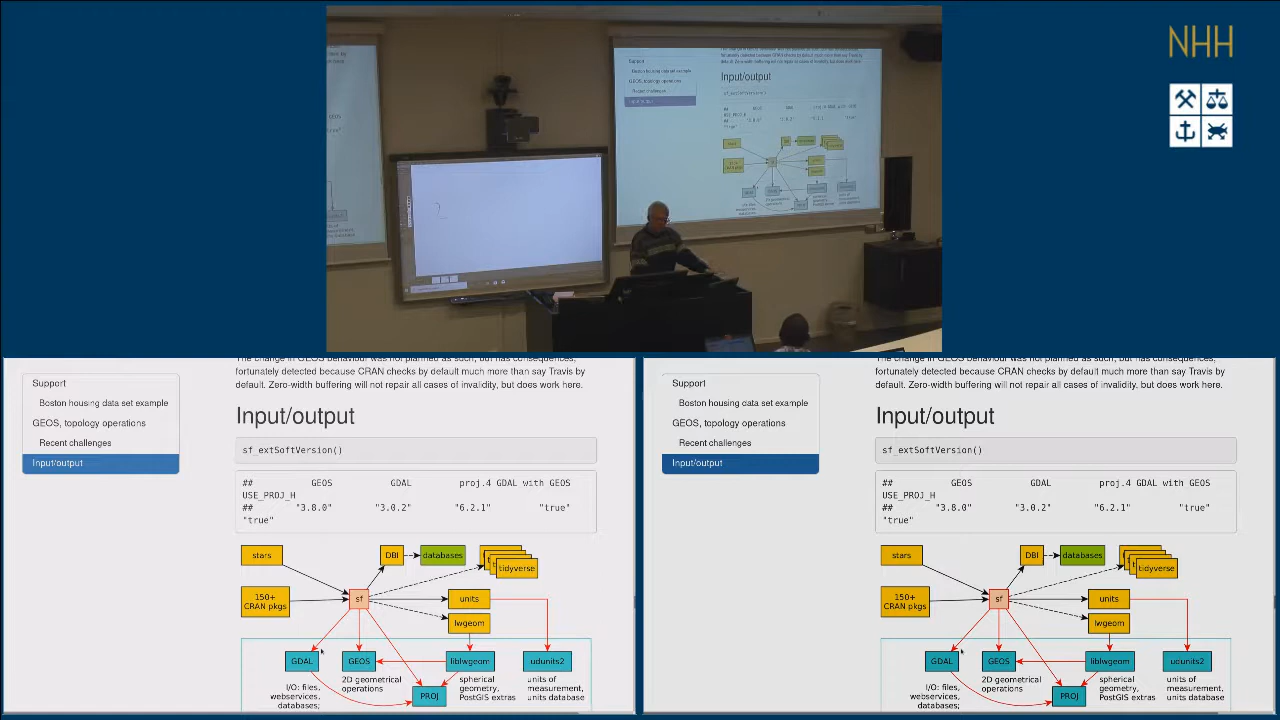 NHH
Support
Boston housing data set example
GEOS, topology operations
Recent challenges
Input/output
Input/output
The change in GEOS behaviour was not planned as such, but has consequences,
fortunately detected because CRAN checks by default much more than say Travis by
default. Zero-width buffering will not repair all cases of invalidity, but does work here.
Input/output
sf_extSoftVersion()
## GEOS GDAL proj.4 GDAL with GEOS
USE_PROJ_H
## "3.8.0" "3.0.2" "6.2.1" "true"
"true"
stars
DBI
databases
tidyverse
150+
CRAN pkgs
sf
units
lwgeom
GDAL
GEOS
liblwgeom
udunits2
I/O: files,
webservices,
databases;
2D geometrical
operations
PROJ
spherical
geometry,
PostGIS extras
units of
measurement,
units database
Support
Boston housing data set example
GEOS, topology operations
Recent challenges
Input/output
The change in GEOS behaviour was not planned as such, but has consequences,
fortunately detected because CRAN checks by default much more than say Travis by
default. Zero-width buffering will not repair all cases of invalidity, but does work here.
Input/output
sf_extSoftVersion()
## GEOS GDAL proj.4 GDAL with GEOS
USE_PROJ_H
## "3.8.0" "3.0.2" "6.2.1" "true"
"true"
stars
DBI
databases
tidyverse
150+
CRAN pkgs
sf
units
lwgeom
GDAL
GEOS
liblwgeom
udunits2
I/O: files,
webservices,
databases;
2D geometrical
operations
PROJ
spherical
geometry,
PostGIS extras
units of
measurement,
units database